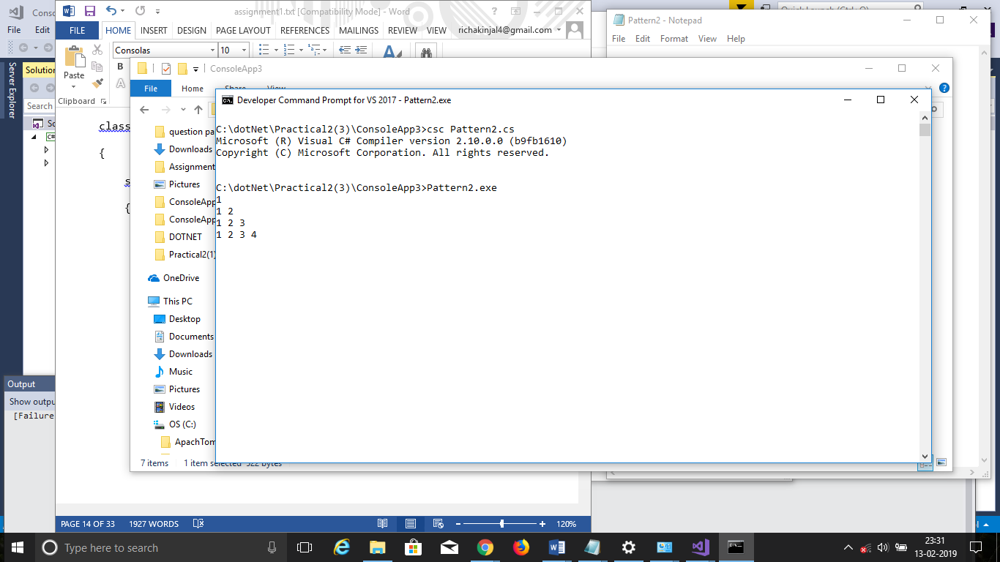 Conso
File Edit
assignment1.txt [Compatibility Mode] - Word
FILE HOME INSERT DESIGN PAGE LAYOUT REFERENCES MAILINGS REVIEW VIEW richakinjal4@gmail.com
Consolas 10
Paste
B
Clipboard
Pattern2 - Notepad
File Edit Format View Help
Server Explorer
Solution
Search
C#
class
{
s
{
ConsoleApp3
File Home Share View
question pa
Downloads
Assignment
Pictures
ConsoleApp
ConsoleApp
DOTNET
Practical2(1)
OneDrive
This PC
Desktop
Documents
Downloads
Music
Pictures
Videos
OS (C:)
ApachTom
7 items 1 item selected 322 bytes
Developer Command Prompt for VS 2017 - Pattern2.exe
C:\dotNet\Practical2(3)\ConsoleApp3>csc Pattern2.cs
Microsoft (R) Visual C# Compiler version 2.10.0.0 (b9fb1610)
Copyright (C) Microsoft Corporation. All rights reserved.
C:\dotNet\Practical2(3)\ConsoleApp3>Pattern2.exe
1
1 2
1 2 3
1 2 3 4
Output
Show outpu
[Failure
PAGE 14 OF 33 1927 WORDS 120%
Type here to search
23:31
13-02-2019